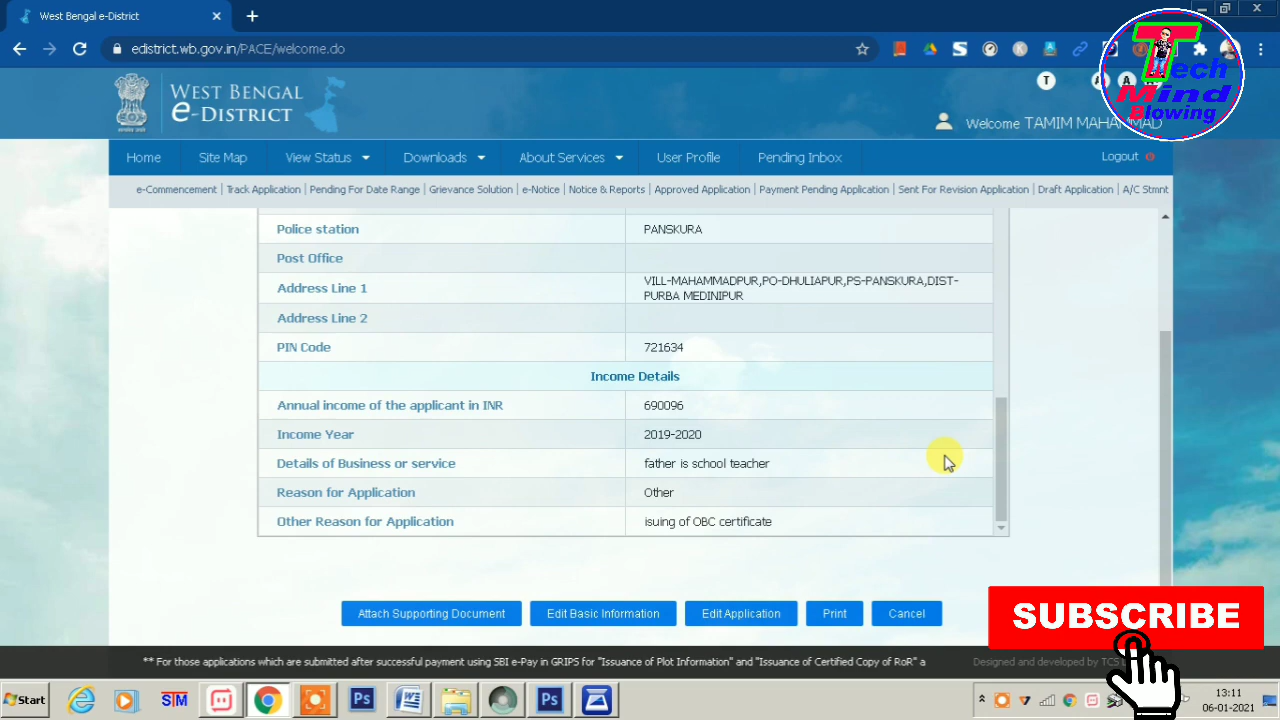 West Bengal e-District
edistrict.wb.gov.in/PACE/welcome.do
WEST BENGAL
e-DISTRICT
T A A
Tech
Mind
Blowing
Welcome TAMIM MAHAMMAD
Home Site Map View Status Downloads About Services User Profile Pending Inbox Logout
e-Commencement | Track Application | Pending For Date Range | Grievance Solution | e-Notice | Notice & Reports | Approved Application | Payment Pending Application | Sent For Revision Application | Draft Application | A/C Stmnt
Police station PANSKURA
Post Office
Address Line 1 VILL-MAHAMMADPUR,PO-DHULIAPUR,PS-PANSKURA,DIST-
PURBA MEDINIPUR
Address Line 2
PIN Code 721634
Income Details
Annual income of the applicant in INR 690096
Income Year 2019-2020
Details of Business or service father is school teacher
Reason for Application Other
Other Reason for Application isuing of OBC certificate
Attach Supporting Document Edit Basic Information Edit Application Print Cancel
SUBSCRIBE
** For those applications which are submitted after successful payment using SBI e-Pay in GRIPS for "Issuance of Plot Information" and "Issuance of Certified Copy of RoR" a Designed and developed by TCS
Start STM Ps Ps 13:11
06-01-2021